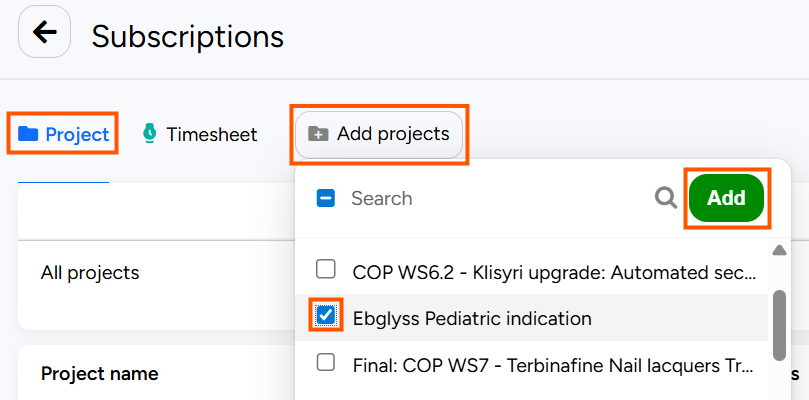 Subscriptions
Project Timesheet Add projects
Search Add
All projects
COP WS6.2 - Klisyri upgrade: Automated sec...
Ebglyss Pediatric indication
Final: COP WS7 - Terbinafine Nail lacquers Tr...
Project name